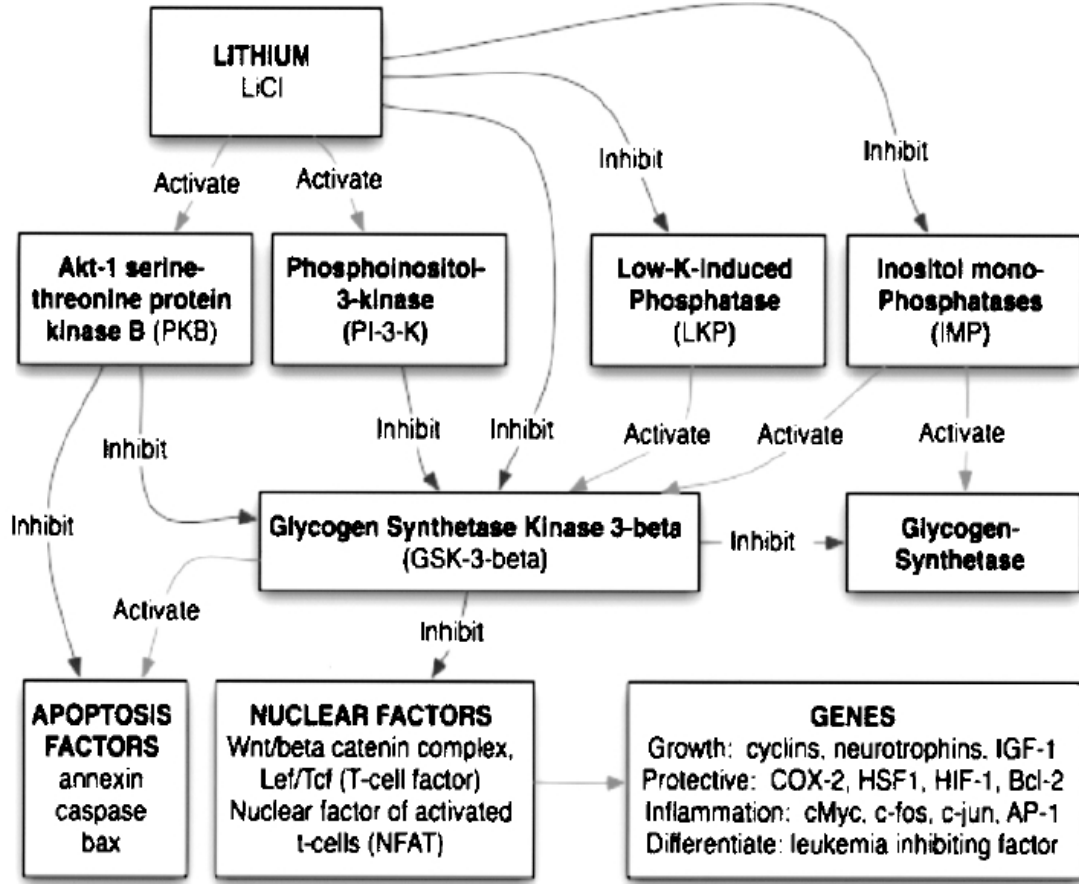 LITHIUM
LiCl
Activate
Activate
Inhibit
Inhibit
Akt-1 serine-
threonine protein
kinase B (PKB)
Phosphoinositol-
3-kinase
(PI-3-K)
Low-K-Induced
Phosphatase
(LKP)
Inositol mono-
Phosphatases
(IMP)
Inhibit
Inhibit
Inhibit
Activate
Activate
Activate
Inhibit
Glycogen Synthetase Kinase 3-beta
(GSK-3-beta)
Inhibit
Glycogen-
Synthetase
Activate
Inhibit
APOPTOSIS
FACTORS
annexin
caspase
bax
NUCLEAR FACTORS
Wnt/beta catenin complex,
Lef/Tcf (T-cell factor)
Nuclear factor of activated
t-cells (NFAT)
GENES
Growth: cyclins, neurotrophins, IGF-1
Protective: COX-2, HSF1, HIF-1, Bcl-2
Inflammation: cMyc, c-fos, c-jun, AP-1
Differentiate: leukemia inhibiting factor